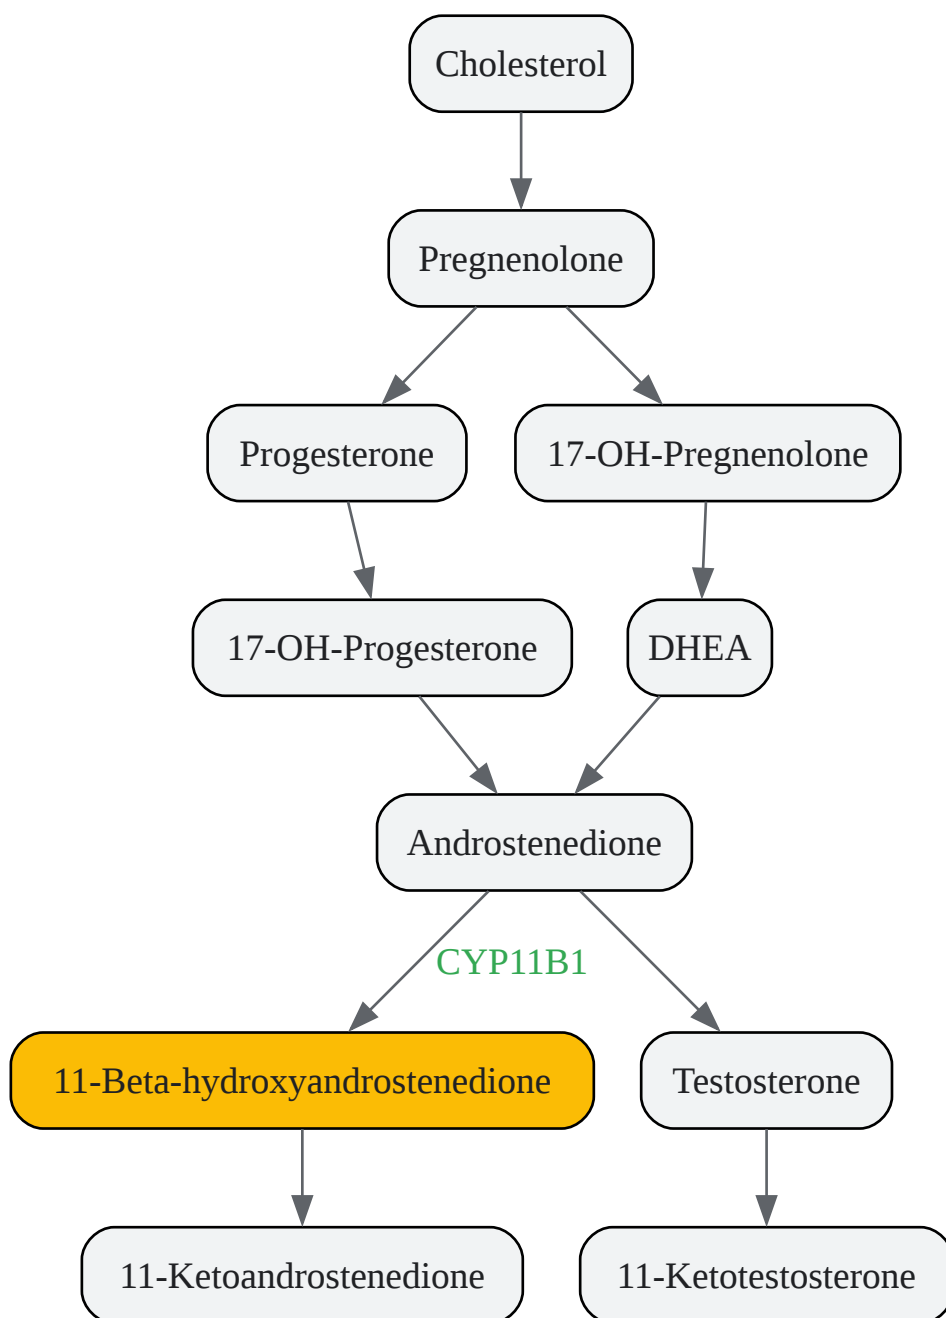 Cholesterol
Pregnenolone
Progesterone
17-OH-Pregnenolone
17-OH-Progesterone
DHEA
Androstenedione
CYP11B1
11-Beta-hydroxyandrostenedione
Testosterone
11-Ketoandrostenedione
11-Ketotestosterone